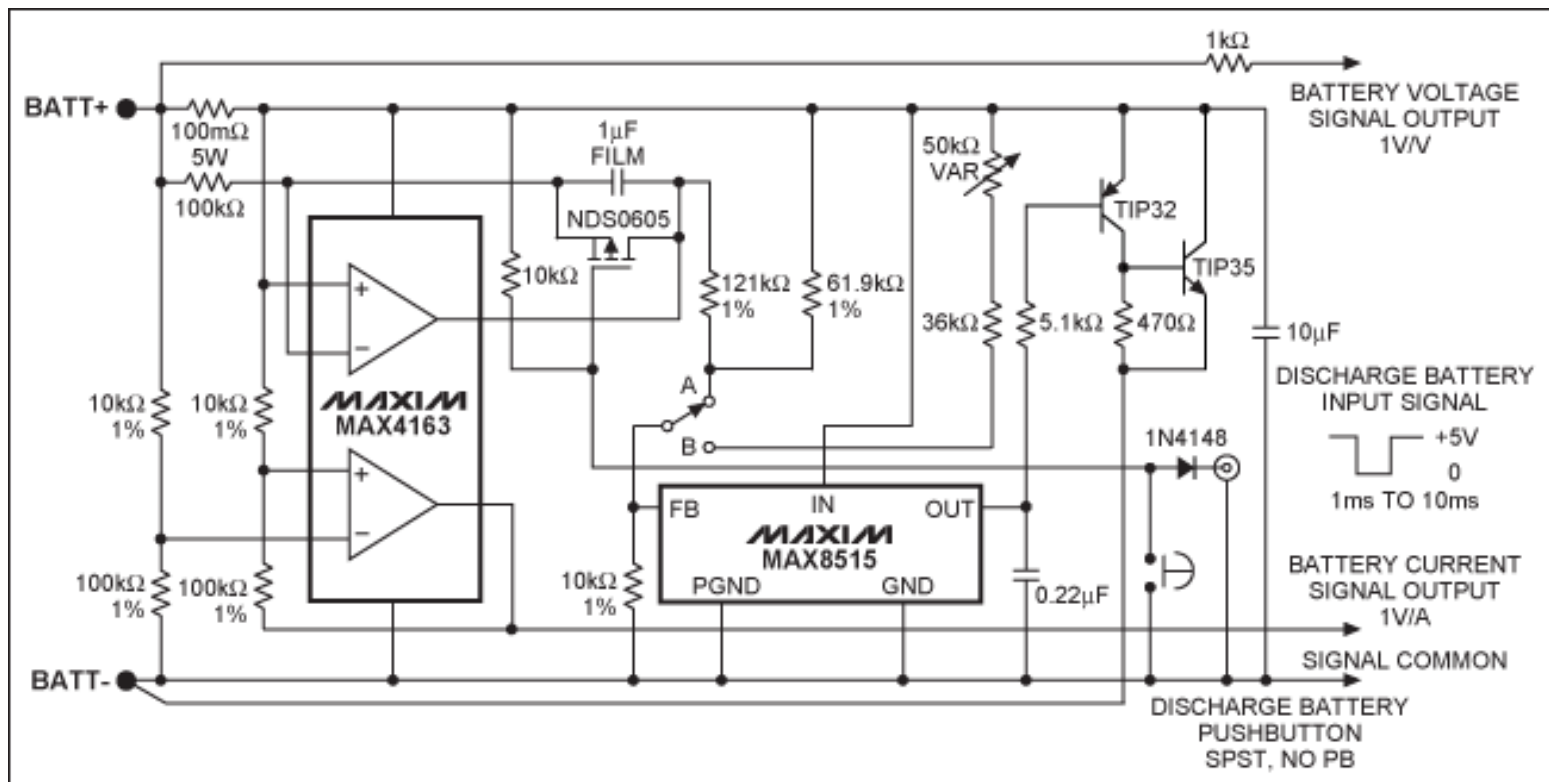 1kΩ
BATT+
BATTERY VOLTAGE
SIGNAL OUTPUT
1V/V
100mΩ
5W
100kΩ
1μF
FILM
NDS0605
50kΩ
VAR
TIP32
TIP35
10kΩ
121kΩ
1%
61.9kΩ
1%
36kΩ
5.1kΩ
470Ω
10μF
+
−
DISCHARGE BATTERY
INPUT SIGNAL
+5V
0
1ms TO 10ms
10kΩ
1%
10kΩ
1%
MAXIM
MAX4163
A
B
1N4148
+
−
FB
IN
OUT
MAXIM
MAX8515
PGND
GND
100kΩ
1%
100kΩ
1%
10kΩ
1%
0.22μF
BATTERY CURRENT
SIGNAL OUTPUT
1V/A
SIGNAL COMMON
BATT-
DISCHARGE BATTERY
PUSHBUTTON
SPST, NO PB